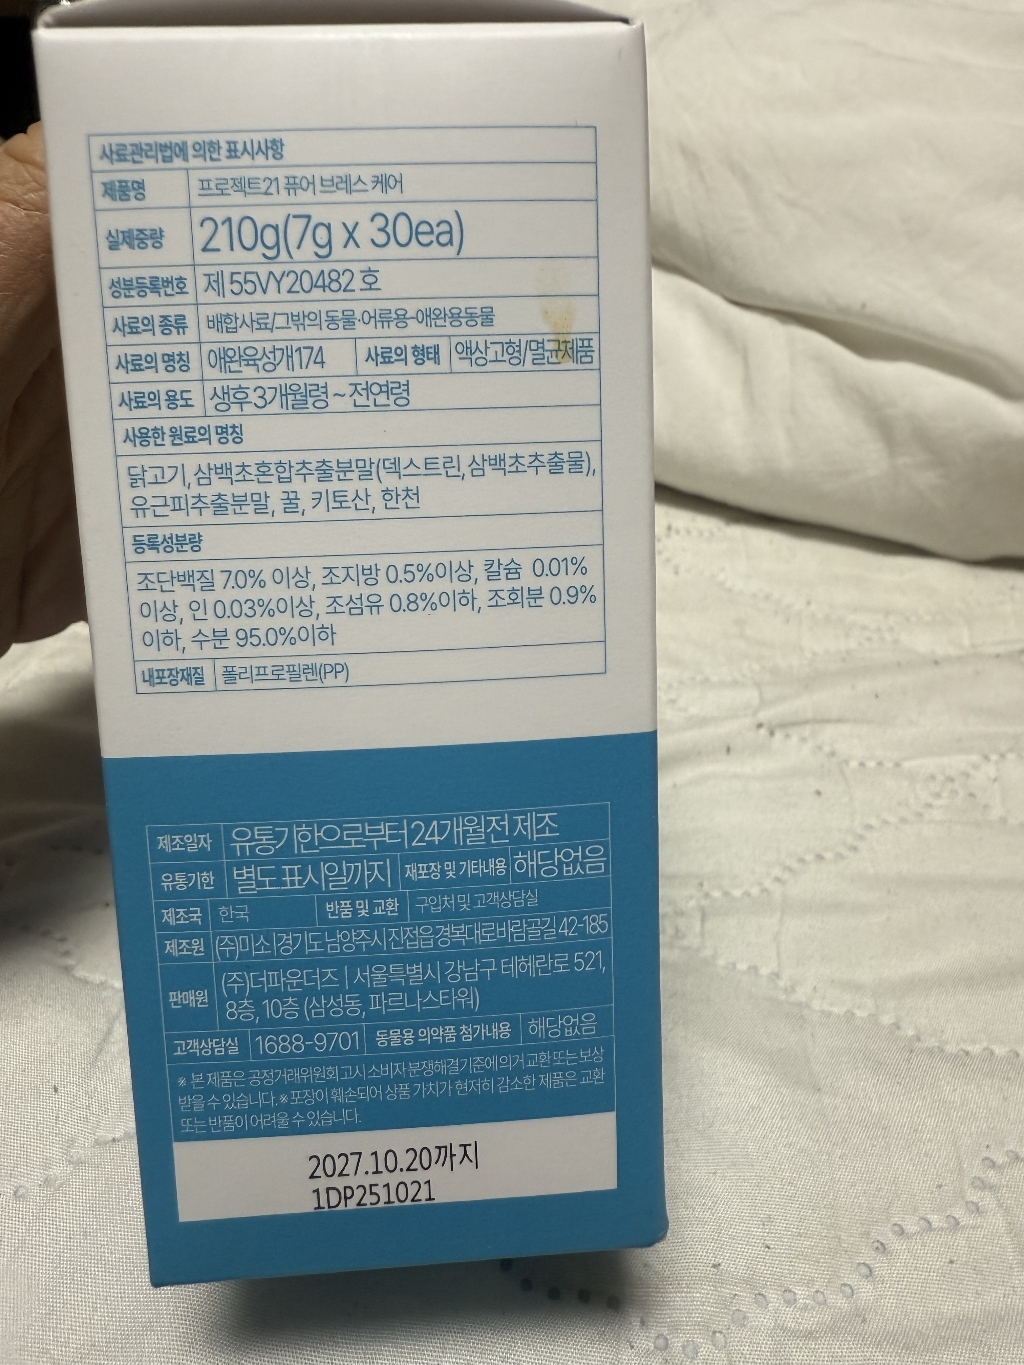 사료관리법에 의한 표시사항
제품명 프로젝트21 퓨어 브레스 케어
실제중량 210g(7g x 30ea)
성분등록번호 제 55VY20482 호
사료의 종류 배합사료/그밖의 동물·어류용-애완용동물
사료의 명칭 애완육성개174 사료의 형태 액상고형/멸균제품
사료의 용도 생후3개월령 ~ 전연령
사용한 원료의 명칭
닭고기, 삼백초혼합추출분말(덱스트린, 삼백초추출물),
유근피추출분말, 꿀, 키토산, 한천
등록성분량
조단백질 7.0% 이상, 조지방 0.5%이상, 칼슘 0.01%
이상, 인 0.03%이상, 조섬유 0.8%이하, 조회분 0.9%
이하, 수분 95.0%이하
내포장재질 폴리프로필렌(PP)
제조일자 유통기한으로부터 24개월전 제조
유통기한 별도 표시일까지 재포장 및 기타내용 해당없음
제조국 한국 반품 및 교환 구입처 및 고객상담실
제조원 (주)미소 | 경기도 남양주시 진접읍 경복대로바람골길 42-185
판매원 (주)더파운더즈 | 서울특별시 강남구 테헤란로 521,
8층, 10층 (삼성동, 파르나스타워)
고객상담실 1688-9701 동물용 의약품 첨가내용 해당없음
※ 본 제품은 공정거래위원회 고시 소비자 분쟁해결기준에 의거 교환 또는 보상
받을 수 있습니다. ※ 포장이 훼손되어 상품 가치가 현저히 감소한 제품은 교환
또는 반품이 어려울 수 있습니다.
2027.10.20까지
1DP251021